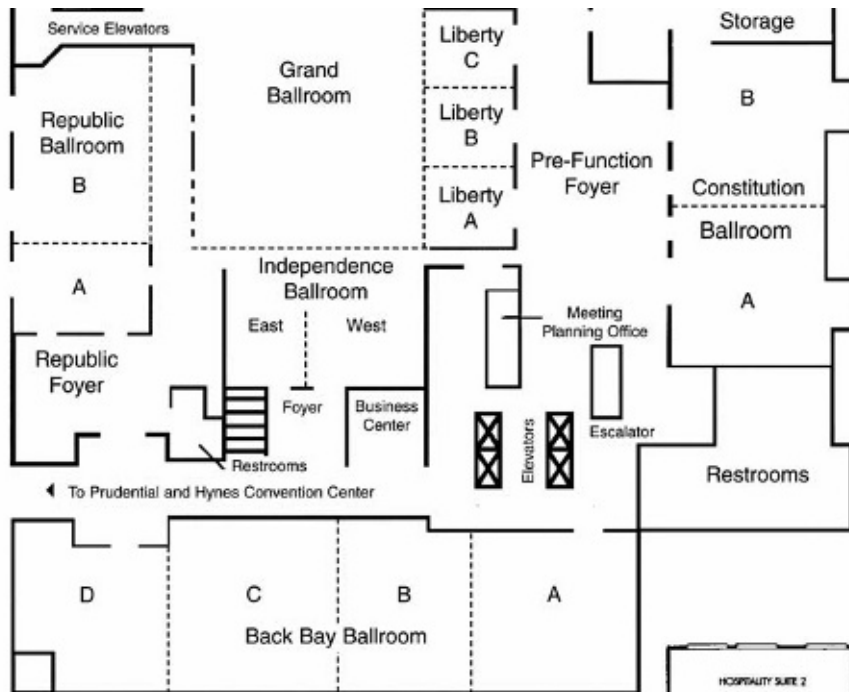 Service Elevators
Grand
Ballroom
Liberty
C
Storage
B
Republic
Ballroom
B
Liberty
B
Pre-Function
Foyer
Constitution
Ballroom
Liberty
A
A
Independence
Ballroom
East
West
A
Meeting
Planning Office
Republic
Foyer
Foyer
Business
Center
Elevators
Escalator
Restrooms
Restrooms
To Prudential and Hynes Convention Center
D
C
B
A
Back Bay Ballroom
HOSPITALITY SUITE 2